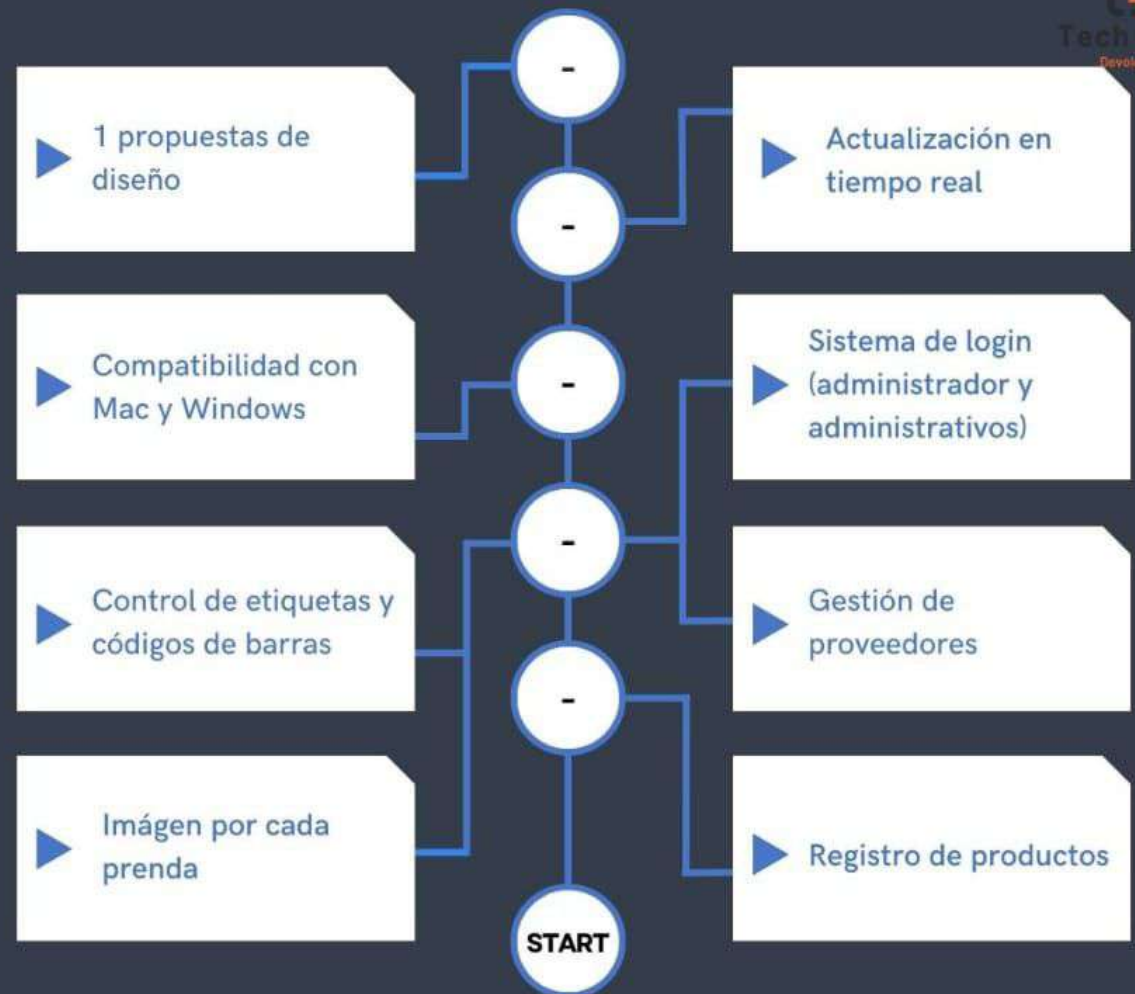 Tech
-
1 propuestas de
diseño
Actualización en
tiempo real
-
Compatibilidad con
Mac y Windows
-
Sistema de login
(administrador y
administrativos)
-
Control de etiquetas y
códigos de barras
Gestión de
proveedores
-
Imágen por cada
prenda
Registro de productos
START